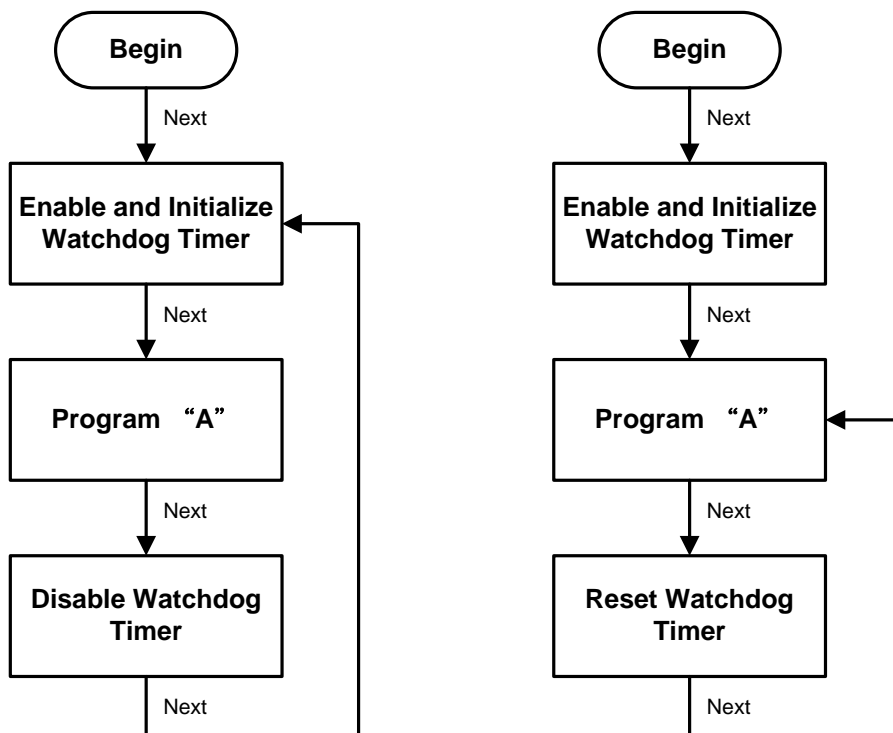 Begin
Next
Enable and Initialize
Watchdog Timer
Next
Program “A”
Next
Disable Watchdog
Timer
Next
Begin
Next
Enable and Initialize
Watchdog Timer
Next
Program “A”
Next
Reset Watchdog
Timer
Next